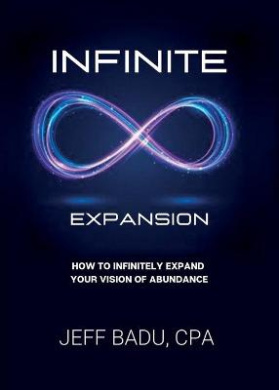 INFINITE
EXPANSION
HOW TO INFINITELY EXPAND
YOUR VISION OF ABUNDANCE
JEFF BADU, CPA